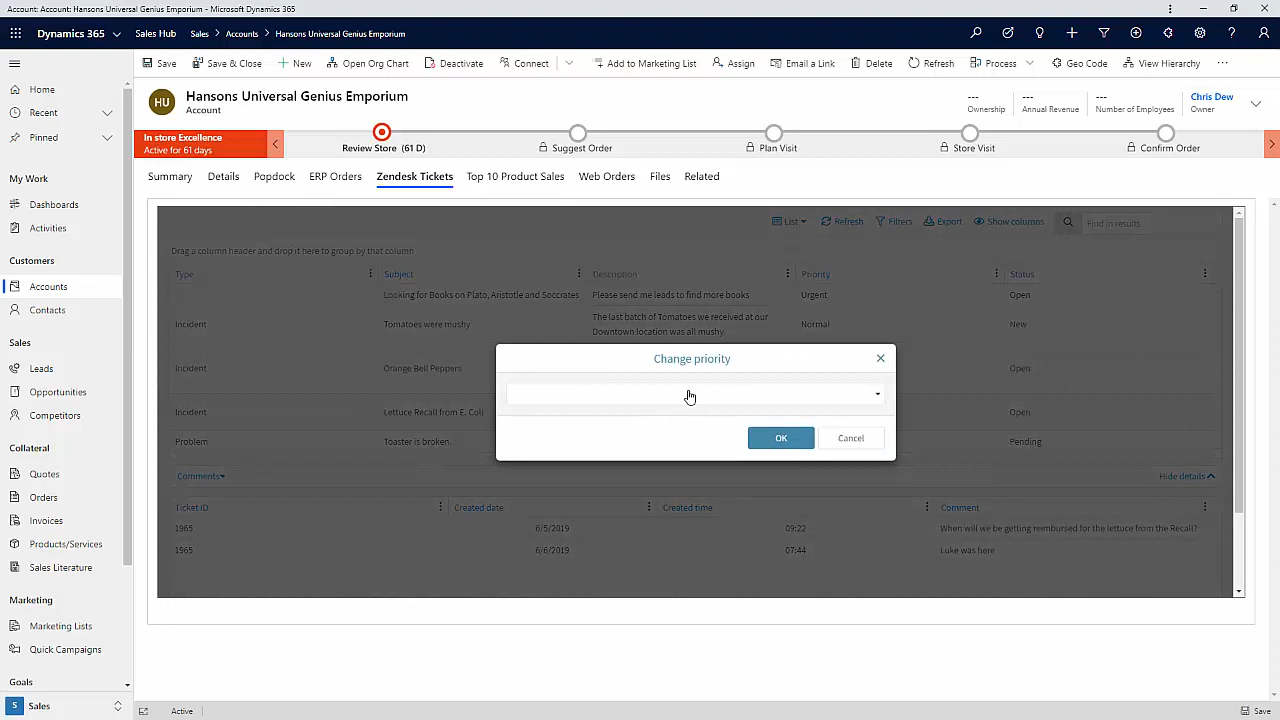 Account: Account: Hansons Universal Genius Emporium - Microsoft Dynamics 365
Dynamics 365 Sales Hub Sales > Accounts > Hansons Universal Genius Emporium
Save Save & Close New Open Org Chart Deactivate Connect Add to Marketing List Assign Email a Link Delete Refresh Process Geo Code View Hierarchy ...
Home
Recent
Pinned
My Work
Dashboards
Activities
Customers
Accounts
Contacts
Sales
Leads
Opportunities
Competitors
Collateral
Quotes
Orders
Invoices
Products/Services
Sales Literature
Marketing
Marketing Lists
Quick Campaigns
Goals
S Sales
HU Hansons Universal Genius Emporium
Account
--- Ownership
--- Annual Revenue
--- Number of Employees
Chris Dew
Owner
In store Excellence
Active for 61 days
Review Store (61 D) Suggest Order Plan Visit Store Visit Confirm Order
Summary Details Popdock ERP Orders Zendesk Tickets Top 10 Product Sales Web Orders Files Related
List Refresh Filters Export Show columns Find in results
Drag a column header and drop it here to group by that column
Type Subject Description Priority Status
Looking for Books on Plato, Aristotle and Soccrates Please send me leads to find more books Urgent Open
Incident Tomatoes were mushy The last batch of Tomatoes we received at our Downtown location was all mushy. Normal New
Incident Orange Bell Peppers Open
Incident Lettuce Recall from E. Coli Open
Problem Toaster is broken. Pending
Change priority
OK Cancel
Comments Hide details
Ticket ID Created date Created time Comment
1965 6/5/2019 09:22 When will we be getting reimbursed for the lettuce from the Recall?
1965 6/6/2019 07:44 Luke was here
Active Save